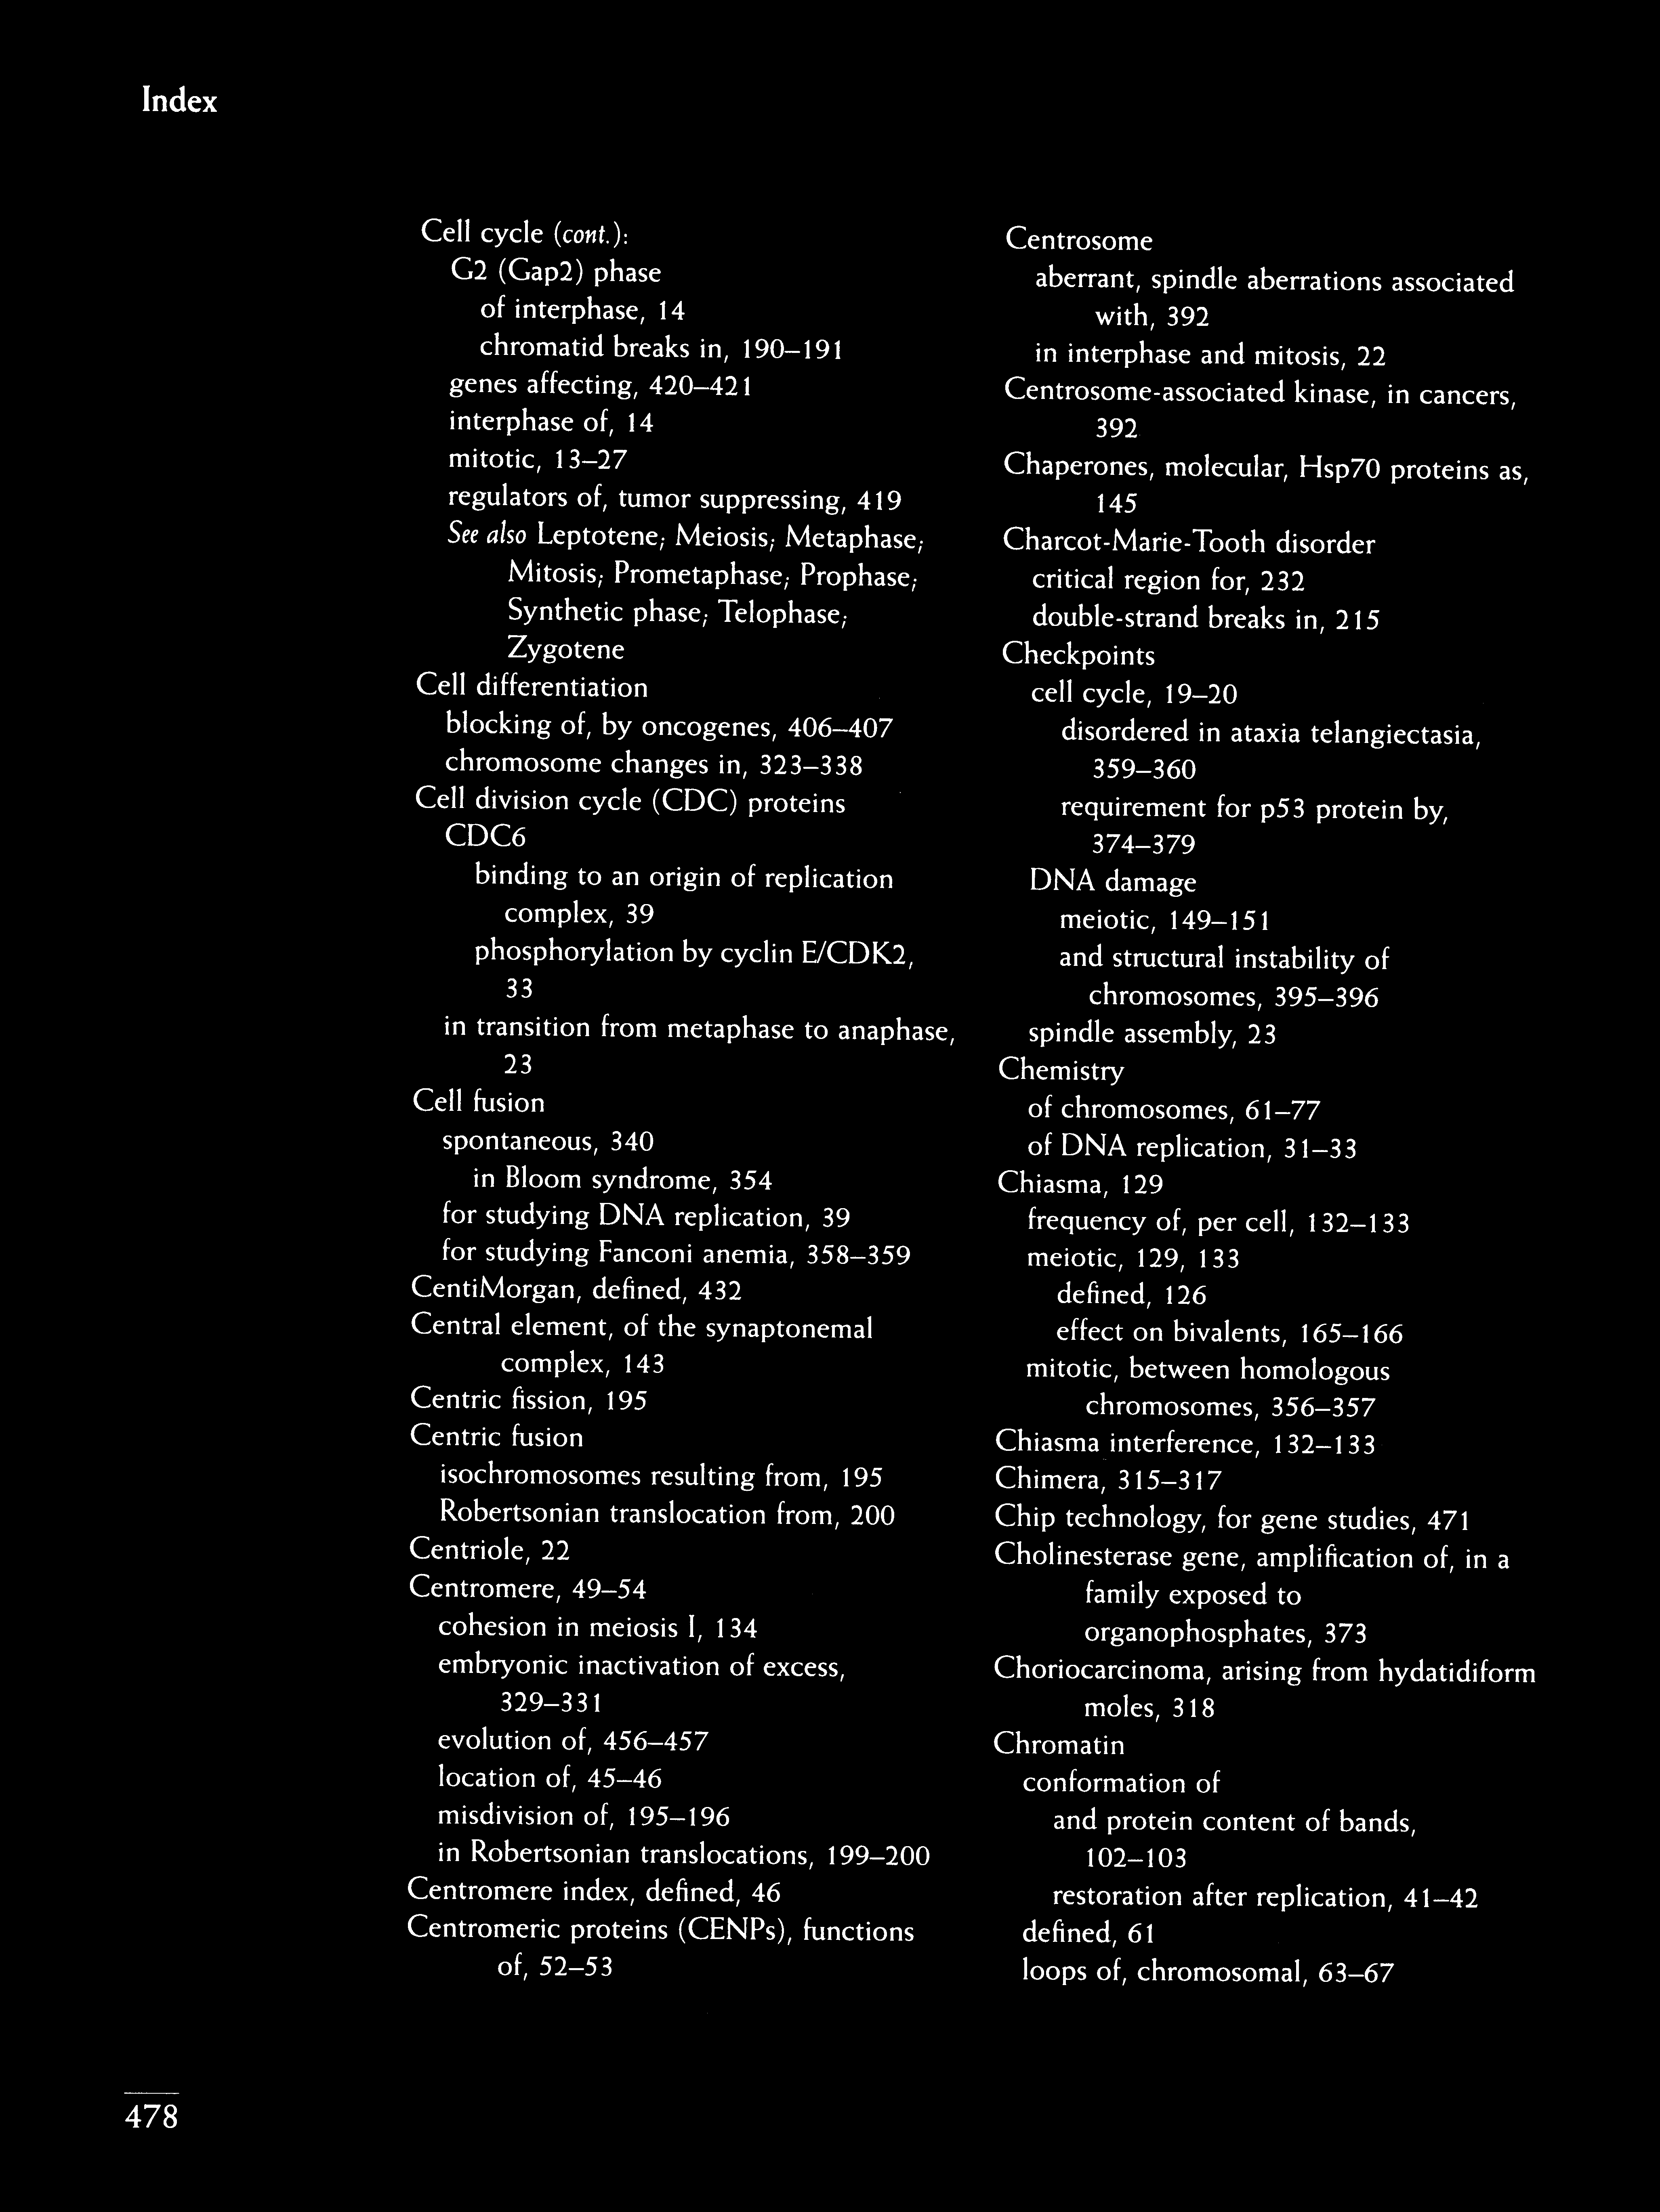 Index
Cell cycle (cont.):
G2 (Gap2) phase
of interphase, 14
chromatid breaks in, 190–191
genes affecting, 420–421
interphase of, 14
mitotic, 13–27
regulators of, tumor suppressing, 419
See also Leptotene; Meiosis; Metaphase;
Mitosis; Prometaphase; Prophase;
Synthetic phase; Telophase;
Zygotene
Cell differentiation
blocking of, by oncogenes, 406–407
chromosome changes in, 323–338
Cell division cycle (CDC) proteins
CDC6
binding to an origin of replication
complex, 39
phosphorylation by cyclin E/CDK2,
33
in transition from metaphase to anaphase,
23
Cell fusion
spontaneous, 340
in Bloom syndrome, 354
for studying DNA replication, 39
for studying Fanconi anemia, 358–359
CentiMorgan, defined, 432
Central element, of the synaptonemal
complex, 143
Centric fission, 195
Centric fusion
isochromosomes resulting from, 195
Robertsonian translocation from, 200
Centriole, 22
Centromere, 49–54
cohesion in meiosis I, 134
embryonic inactivation of excess,
329–331
evolution of, 456–457
location of, 45–46
misdivision of, 195–196
in Robertsonian translocations, 199–200
Centromere index, defined, 46
Centromeric proteins (CENPs), functions
of, 52–53
Centrosome
aberrant, spindle aberrations associated
with, 392
in interphase and mitosis, 22
Centrosome-associated kinase, in cancers,
392
Chaperones, molecular, Hsp70 proteins as,
145
Charcot-Marie-Tooth disorder
critical region for, 232
double-strand breaks in, 215
Checkpoints
cell cycle, 19–20
disordered in ataxia telangiectasia,
359–360
requirement for p53 protein by,
374–379
DNA damage
meiotic, 149–151
and structural instability of
chromosomes, 395–396
spindle assembly, 23
Chemistry
of chromosomes, 61–77
of DNA replication, 31–33
Chiasma, 129
frequency of, per cell, 132–133
meiotic, 129, 133
defined, 126
effect on bivalents, 165–166
mitotic, between homologous
chromosomes, 356–357
Chiasma interference, 132–133
Chimera, 315–317
Chip technology, for gene studies, 471
Cholinesterase gene, amplification of, in a
family exposed to
organophosphates, 373
Choriocarcinoma, arising from hydatidiform
moles, 318
Chromatin
conformation of
and protein content of bands,
102–103
restoration after replication, 41–42
defined, 61
loops of, chromosomal, 63–67
478